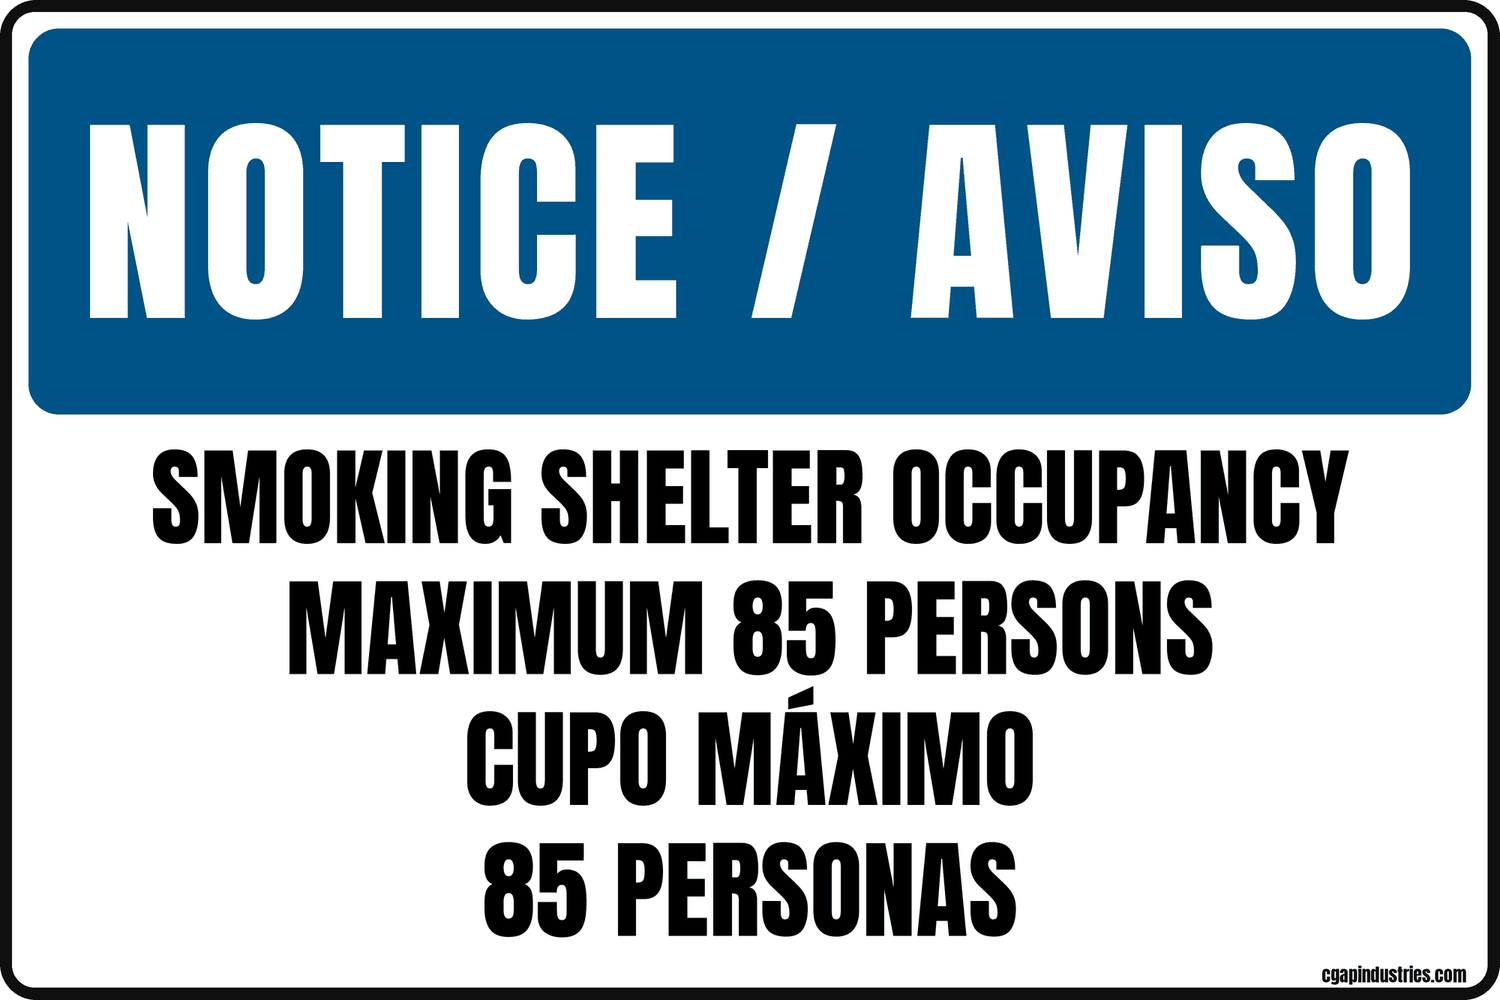 NOTICE / AVISO
SMOKING SHELTER OCCUPANCY
MAXIMUM 85 PERSONS
CUPO MÁXIMO
85 PERSONAS
cgapindustries.com